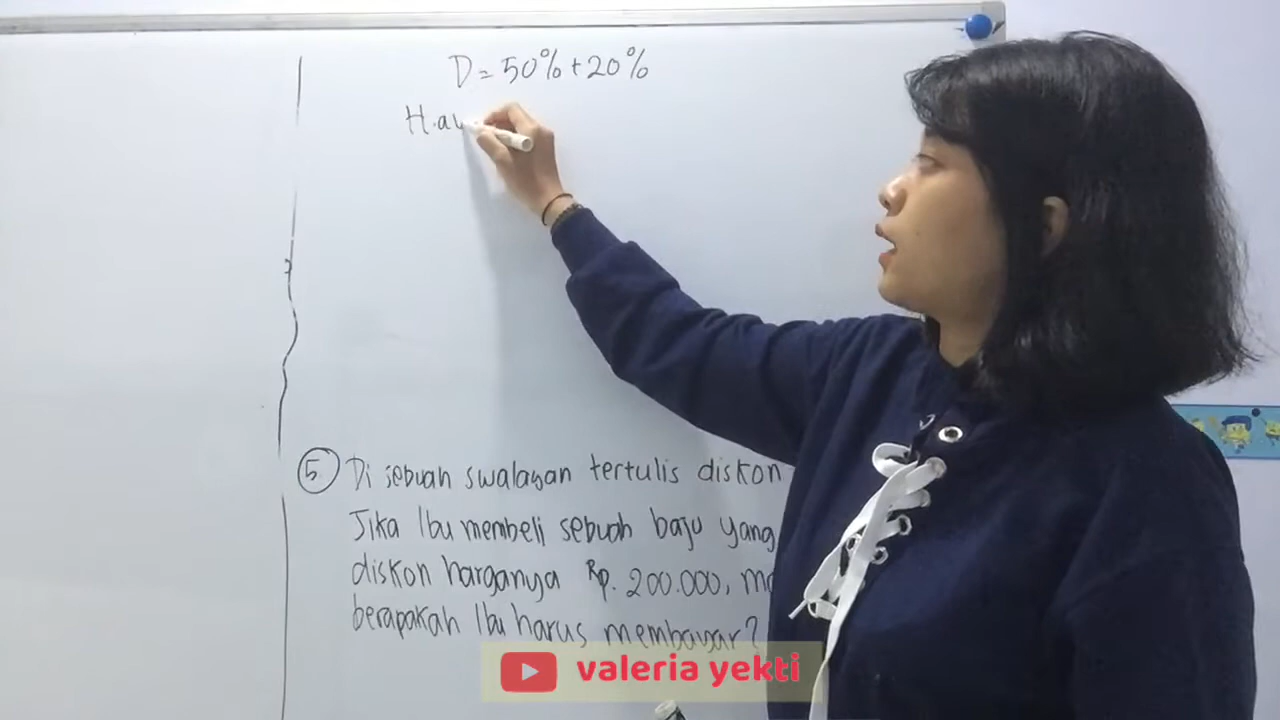 D = 50% + 20%
H.aw
5 Di sebuah swalayan tertulis diskon
Jika Ibu membeli sebuah baju yang
diskon harganya Rp. 200.000,
berapakah Ibu harus membayar?
valeria yekti